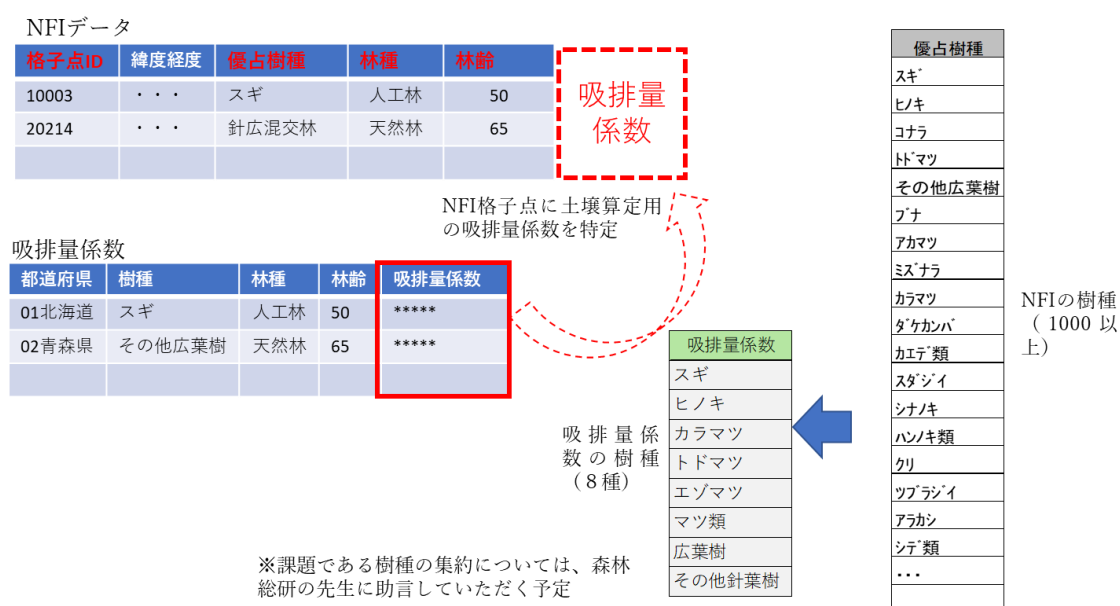 NFIデータ
格子点ID 緯度経度 優占樹種 林種 林齢
10003 ・・・ スギ 人工林 50
20214 ・・・ 針広混交林 天然林 65
吸排量
係数
NFI格子点に土壌算定用
の吸排量係数を特定
吸排量係数
都道府県 樹種 林種 林齢 吸排量係数
01北海道 スギ 人工林 50 *****
02青森県 その他広葉樹 天然林 65 *****
吸排量係
数の樹種
（８種）
吸排量係数
スギ
ヒノキ
カラマツ
トドマツ
エゾマツ
マツ類
広葉樹
その他針葉樹
※課題である樹種の集約については、森林
総研の先生に助言していただく予定
優占樹種
ｽｷﾞ
ﾋﾉｷ
ｺﾅﾗ
ﾄﾄﾞﾏﾂ
その他広葉樹
ﾌﾞﾅ
ｱｶﾏﾂ
ﾐｽﾞﾅﾗ
ｶﾗﾏﾂ
ﾀﾞｹｶﾝﾊﾞ
ｶｴﾃﾞ類
ｽﾀﾞｼﾞｲ
ｼﾅﾉｷ
ﾊﾝﾉｷ類
ｸﾘ
ﾂﾌﾞﾗｼﾞｲ
ｱﾗｶｼ
ｼﾃﾞ類
･･･
NFIの樹種
（1000以
上）